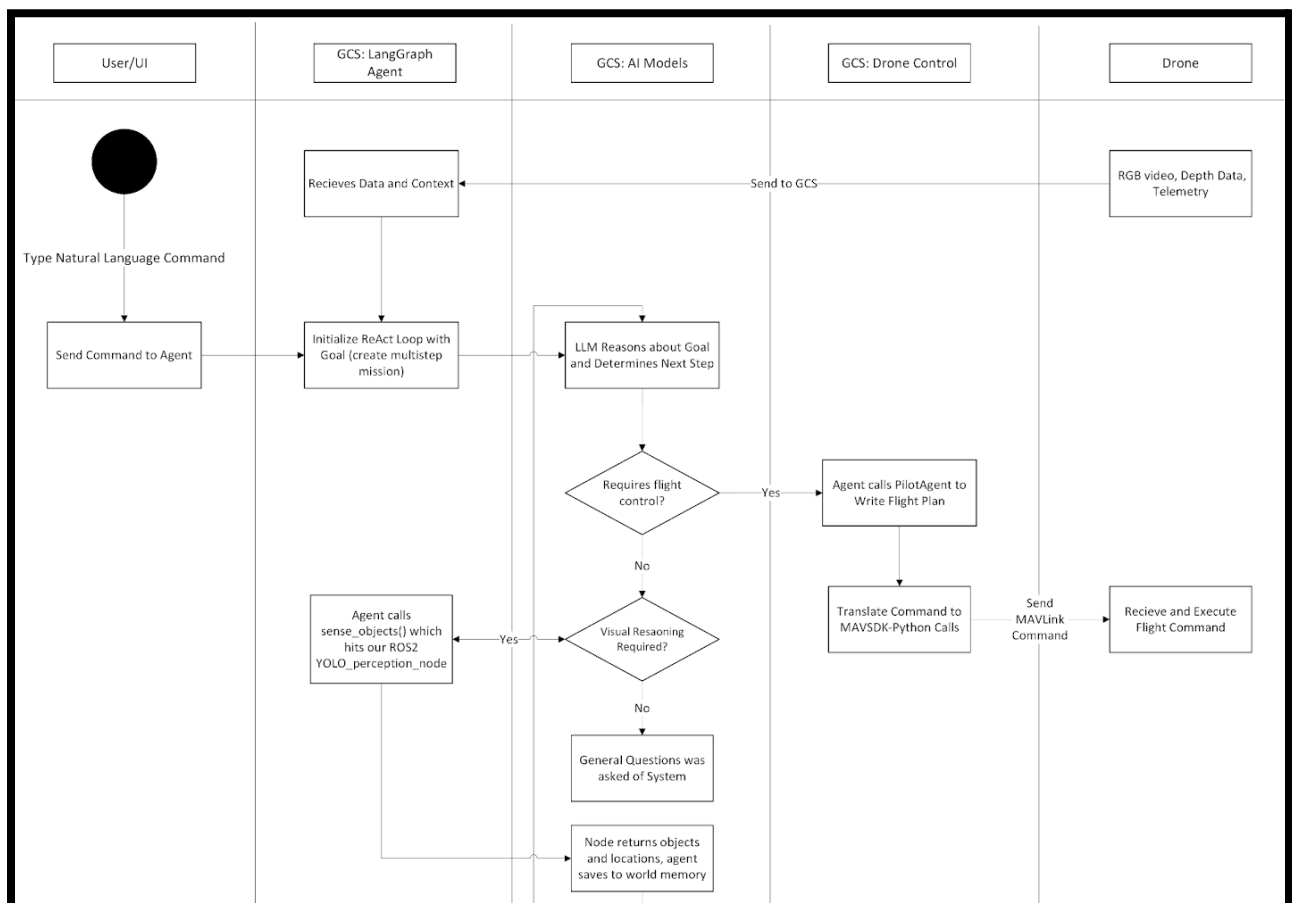 User/UI
GCS: LangGraph
Agent
GCS: AI Models
GCS: Drone Control
Drone
Recieves Data and Context
Send to GCS
RGB video, Depth Data,
Telemetry
Type Natural Language Command
Send Command to Agent
Initialize ReAct Loop with
Goal (create multistep
mission)
LLM Reasons about Goal
and Determines Next Step
Requires flight
control?
Yes
Agent calls PilotAgent to
Write Flight Plan
No
Agent calls
sense_objects() which
hits our ROS2
YOLO_perception_node
Yes
Visual Resaoning
Required?
Translate Command to
MAVSDK-Python Calls
Send
MAVLink
Command
Recieve and Execute
Flight Command
No
General Questions was
asked of System
Node returns objects
and locations, agent
saves to world memory